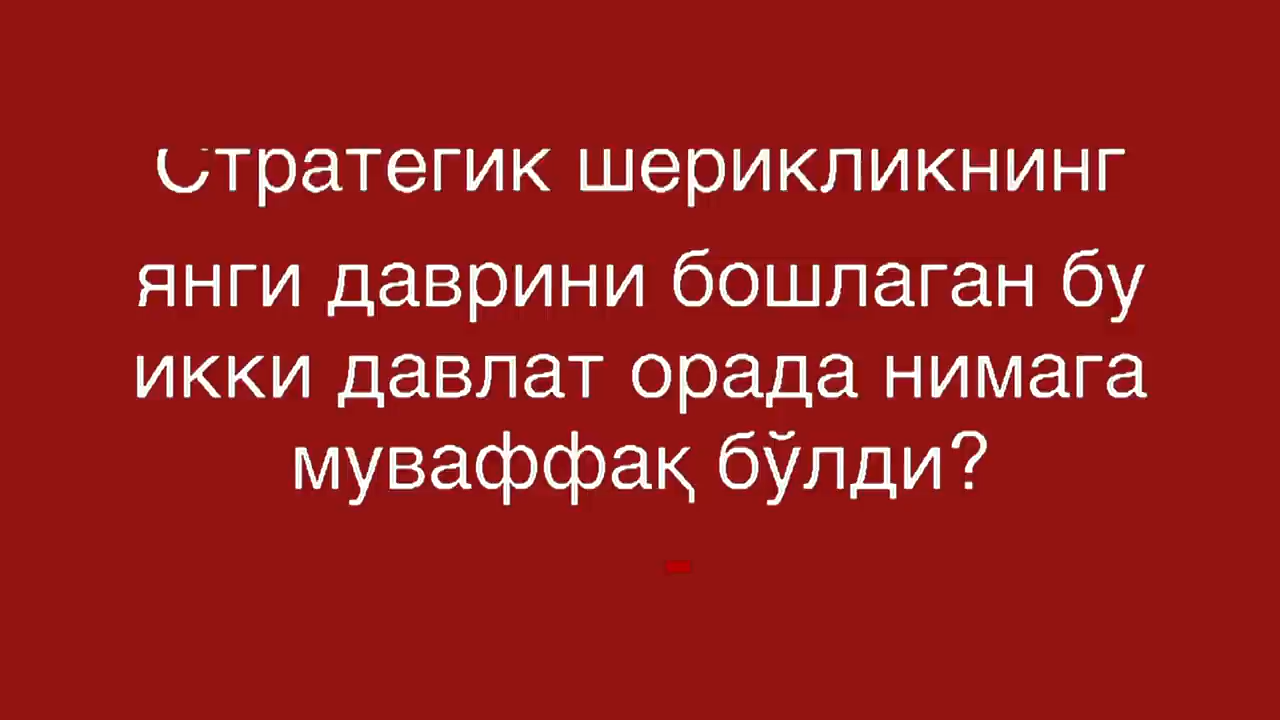 Стратегик шерикликнинг
янги даврини бошлаган бу
икки давлат орада нимага
муваффақ бўлди?